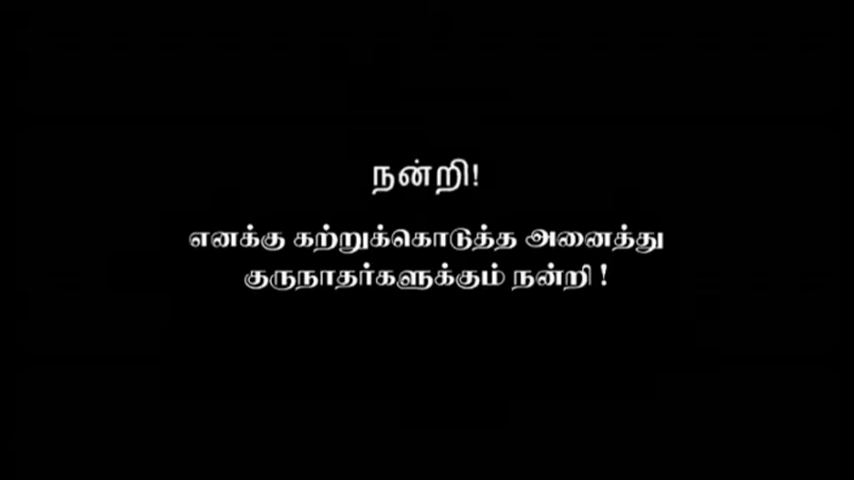 நன்றி!
எனக்கு கற்றுக்கொடுத்த அனைத்து
குருநாதர்களுக்கும் நன்றி !